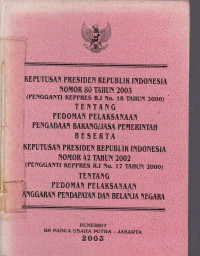 KEPUTUSAN PRESIDEN REPUBLIK INDONESIA
NOMOR 80 TAHUN 2003
(PENGGANTI KEPPRES R.I No. 18 TAHUN 2000)
TENTANG
PEDOMAN PELAKSANAAN
PENGADAAN BARANG/JASA PEMERINTAH
BESERTA
KEPUTUSAN PRESIDEN REPUBLIK INDONESIA
NOMOR 42 TAHUN 2002
(PENGGANTI KEPPRES R.I No. 17 TAHUN 2000)
TENTANG
PEDOMAN PELAKSANAAN
ANGGARAN PENDAPATAN DAN BELANJA NEGARA
PENERBIT
BP PANCA USAHA PUTRA - JAKARTA
2003